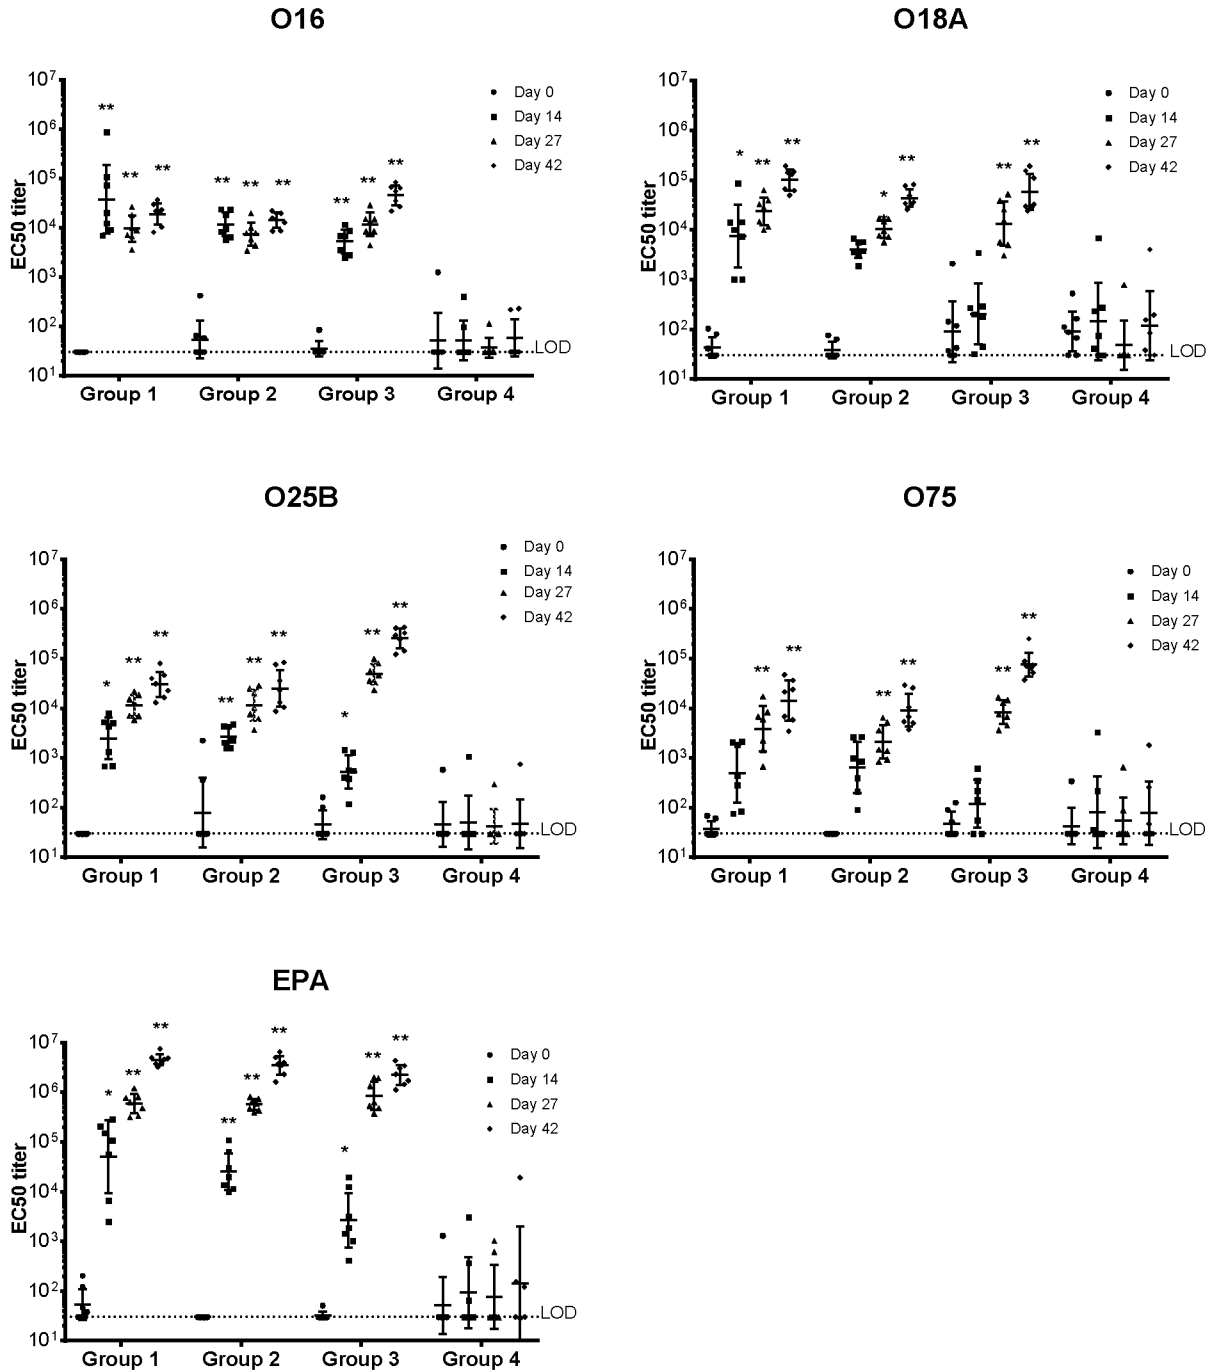 O16
10⁷
10⁶
10⁵
10⁴
10³
10²
10¹
EC50 titer
** ** **
** ** **
** ** **
Day 0
Day 14
Day 27
Day 42
LOD
Group 1 Group 2 Group 3 Group 4
O18A
10⁷
10⁶
10⁵
10⁴
10³
10²
10¹
EC50 titer
* ** **
* **
** **
Day 0
Day 14
Day 27
Day 42
LOD
Group 1 Group 2 Group 3 Group 4
O25B
10⁷
10⁶
10⁵
10⁴
10³
10²
10¹
EC50 titer
* ** **
** ** **
* ** **
Day 0
Day 14
Day 27
Day 42
LOD
Group 1 Group 2 Group 3 Group 4
O75
10⁷
10⁶
10⁵
10⁴
10³
10²
10¹
EC50 titer
** **
** **
** **
Day 0
Day 14
Day 27
Day 42
LOD
Group 1 Group 2 Group 3 Group 4
EPA
10⁷
10⁶
10⁵
10⁴
10³
10²
10¹
EC50 titer
* ** **
** ** **
* ** **
Day 0
Day 14
Day 27
Day 42
LOD
Group 1 Group 2 Group 3 Group 4